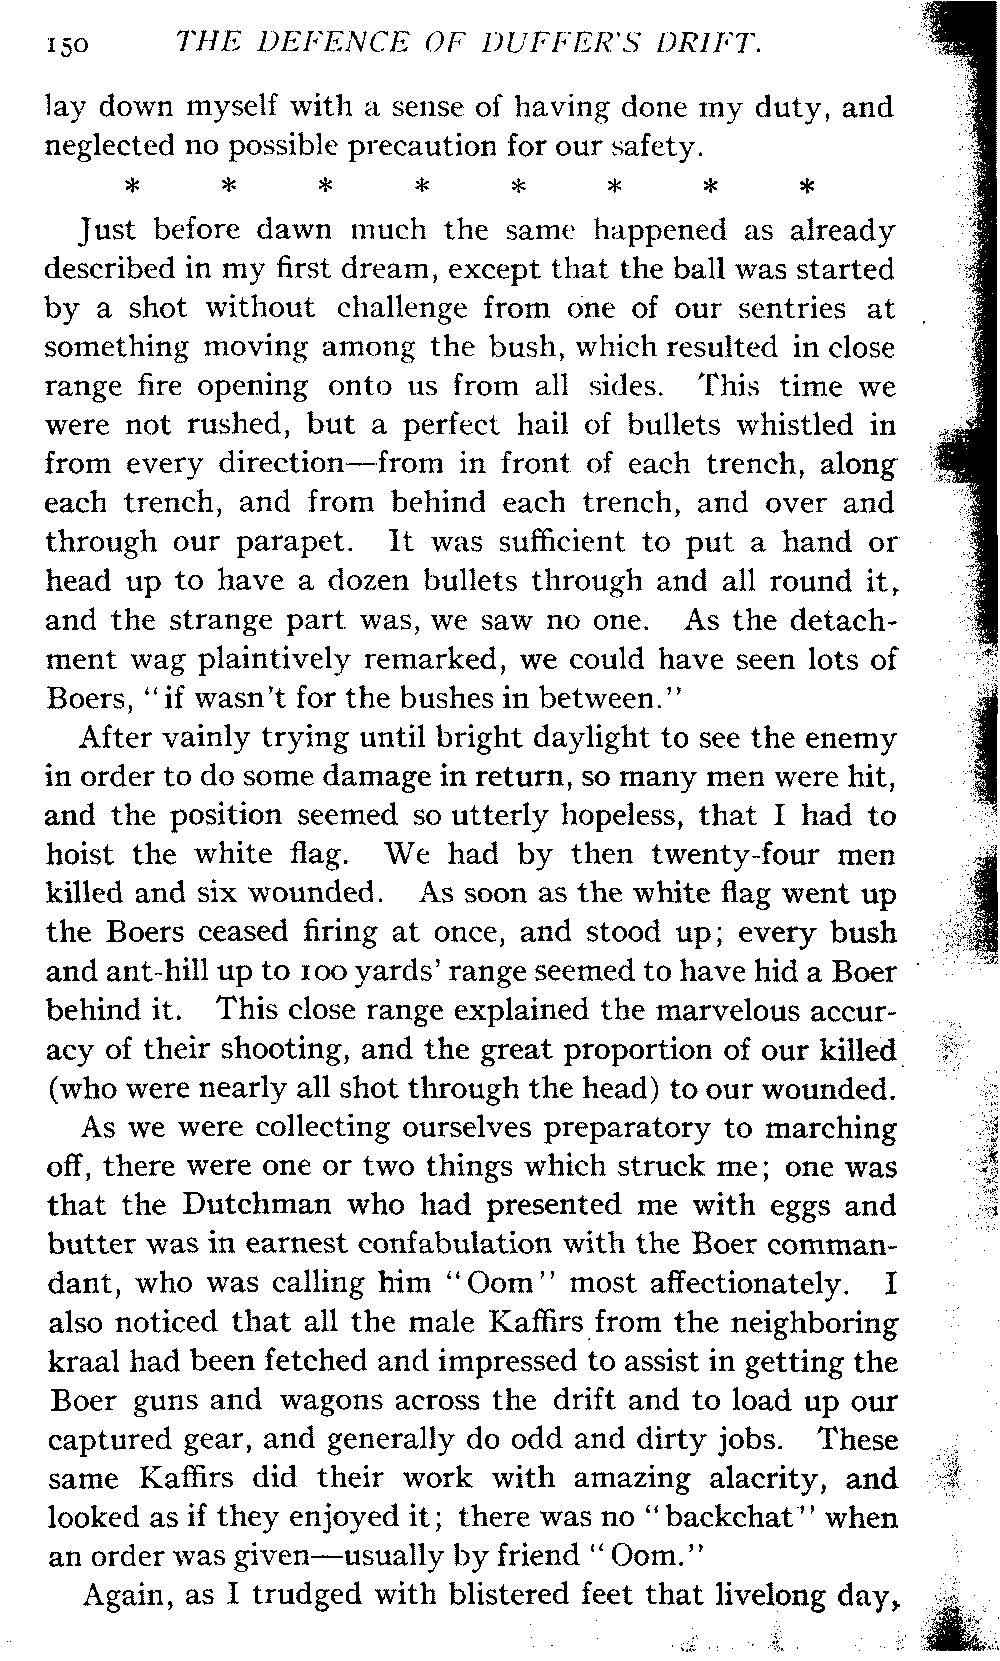 150 THE DEFENCE OF DUFFER'S DRIFT.
lay down myself with a sense of having done my duty, and
neglected no possible precaution for our safety.
* * * * * * * *
Just before dawn much the same happened as already
described in my first dream, except that the ball was started
by a shot without challenge from one of our sentries at
something moving among the bush, which resulted in close
range fire opening onto us from all sides. This time we
were not rushed, but a perfect hail of bullets whistled in
from every direction—from in front of each trench, along
each trench, and from behind each trench, and over and
through our parapet. It was sufficient to put a hand or
head up to have a dozen bullets through and all round it,
and the strange part was, we saw no one. As the detach-
ment wag plaintively remarked, we could have seen lots of
Boers, "if wasn't for the bushes in between."
After vainly trying until bright daylight to see the enemy
in order to do some damage in return, so many men were hit,
and the position seemed so utterly hopeless, that I had to
hoist the white flag. We had by then twenty-four men
killed and six wounded. As soon as the white flag went up
the Boers ceased firing at once, and stood up; every bush
and ant-hill up to 100 yards' range seemed to have hid a Boer
behind it. This close range explained the marvelous accur-
acy of their shooting, and the great proportion of our killed
(who were nearly all shot through the head) to our wounded.
As we were collecting ourselves preparatory to marching
off, there were one or two things which struck me; one was
that the Dutchman who had presented me with eggs and
butter was in earnest confabulation with the Boer comman-
dant, who was calling him "Oom" most affectionately. I
also noticed that all the male Kaffirs from the neighboring
kraal had been fetched and impressed to assist in getting the
Boer guns and wagons across the drift and to load up our
captured gear, and generally do odd and dirty jobs. These
same Kaffirs did their work with amazing alacrity, and
looked as if they enjoyed it; there was no "backchat" when
an order was given—usually by friend "Oom."
Again, as I trudged with blistered feet that livelong day,